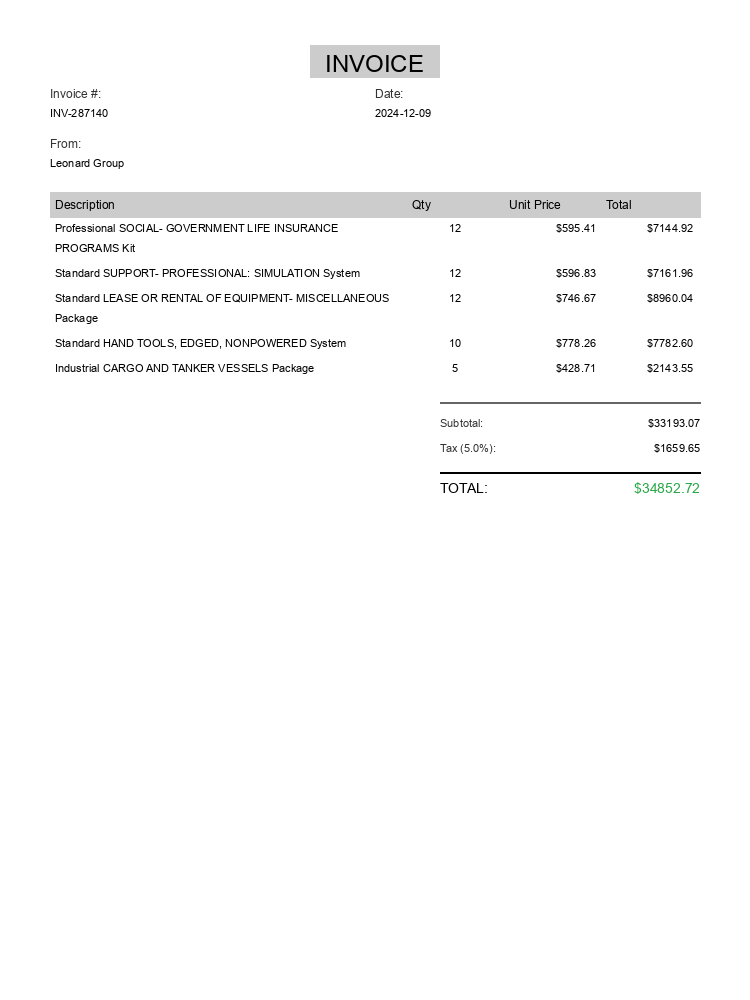 INVOICE
Invoice #: Date:
INV-287140 2024-12-09
From:
Leonard Group
Description Qty Unit Price Total
Professional SOCIAL- GOVERNMENT LIFE INSURANCE 12 $595.41 $7144.92
PROGRAMS Kit
Standard SUPPORT- PROFESSIONAL: SIMULATION System 12 $596.83 $7161.96
Standard LEASE OR RENTAL OF EQUIPMENT- MISCELLANEOUS 12 $746.67 $8960.04
Package
Standard HAND TOOLS, EDGED, NONPOWERED System 10 $778.26 $7782.60
Industrial CARGO AND TANKER VESSELS Package 5 $428.71 $2143.55
Subtotal: $33193.07
Tax (5.0%): $1659.65
TOTAL: $34852.72